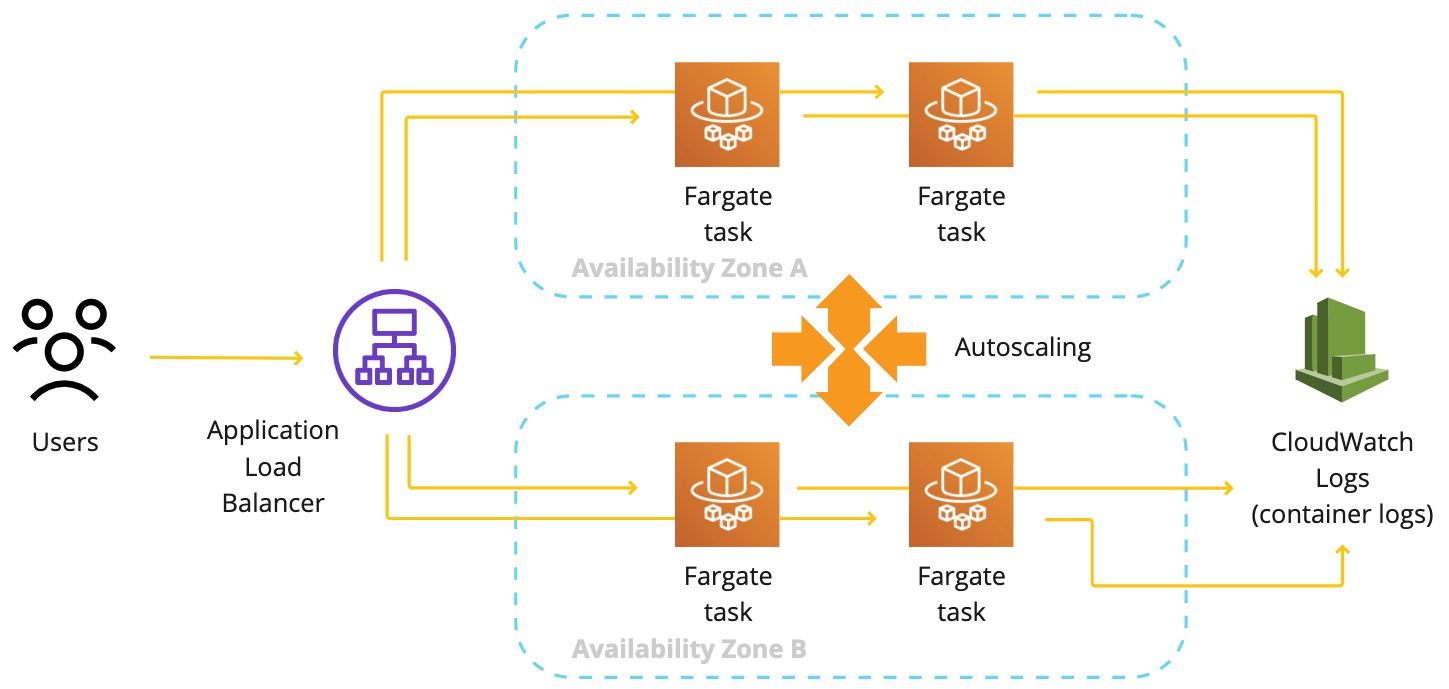 Fargate
task
Fargate
task
Availability Zone A
Autoscaling
Users
Application
Load
Balancer
CloudWatch
Logs
(container logs)
Fargate
task
Fargate
task
Availability Zone B